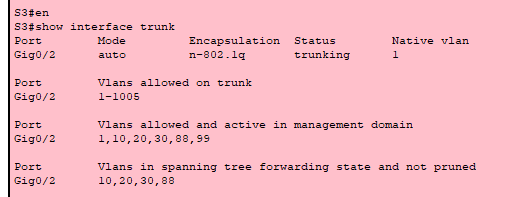 S3#en
S3#show interface trunk
Port Mode Encapsulation Status Native vlan
Gig0/2 auto n-802.1q trunking 1
Port Vlans allowed on trunk
Gig0/2 1-1005
Port Vlans allowed and active in management domain
Gig0/2 1,10,20,30,88,99
Port Vlans in spanning tree forwarding state and not pruned
Gig0/2 10,20,30,88